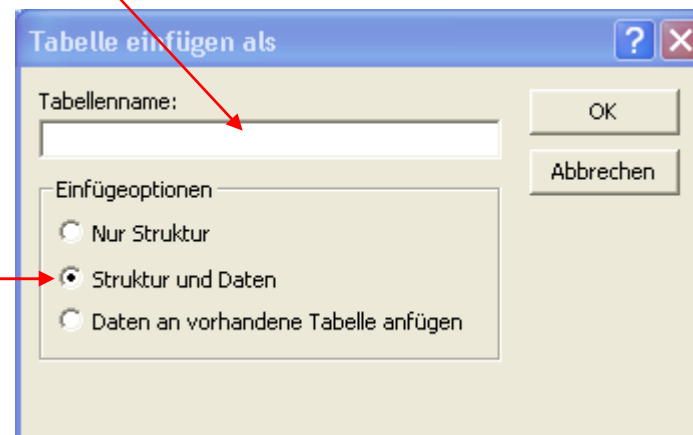 Tabelle einfügen als
Tabellenname:
OK
Abbrechen
Einfügeoptionen
Nur Struktur
Struktur und Daten
Daten an vorhandene Tabelle anfügen